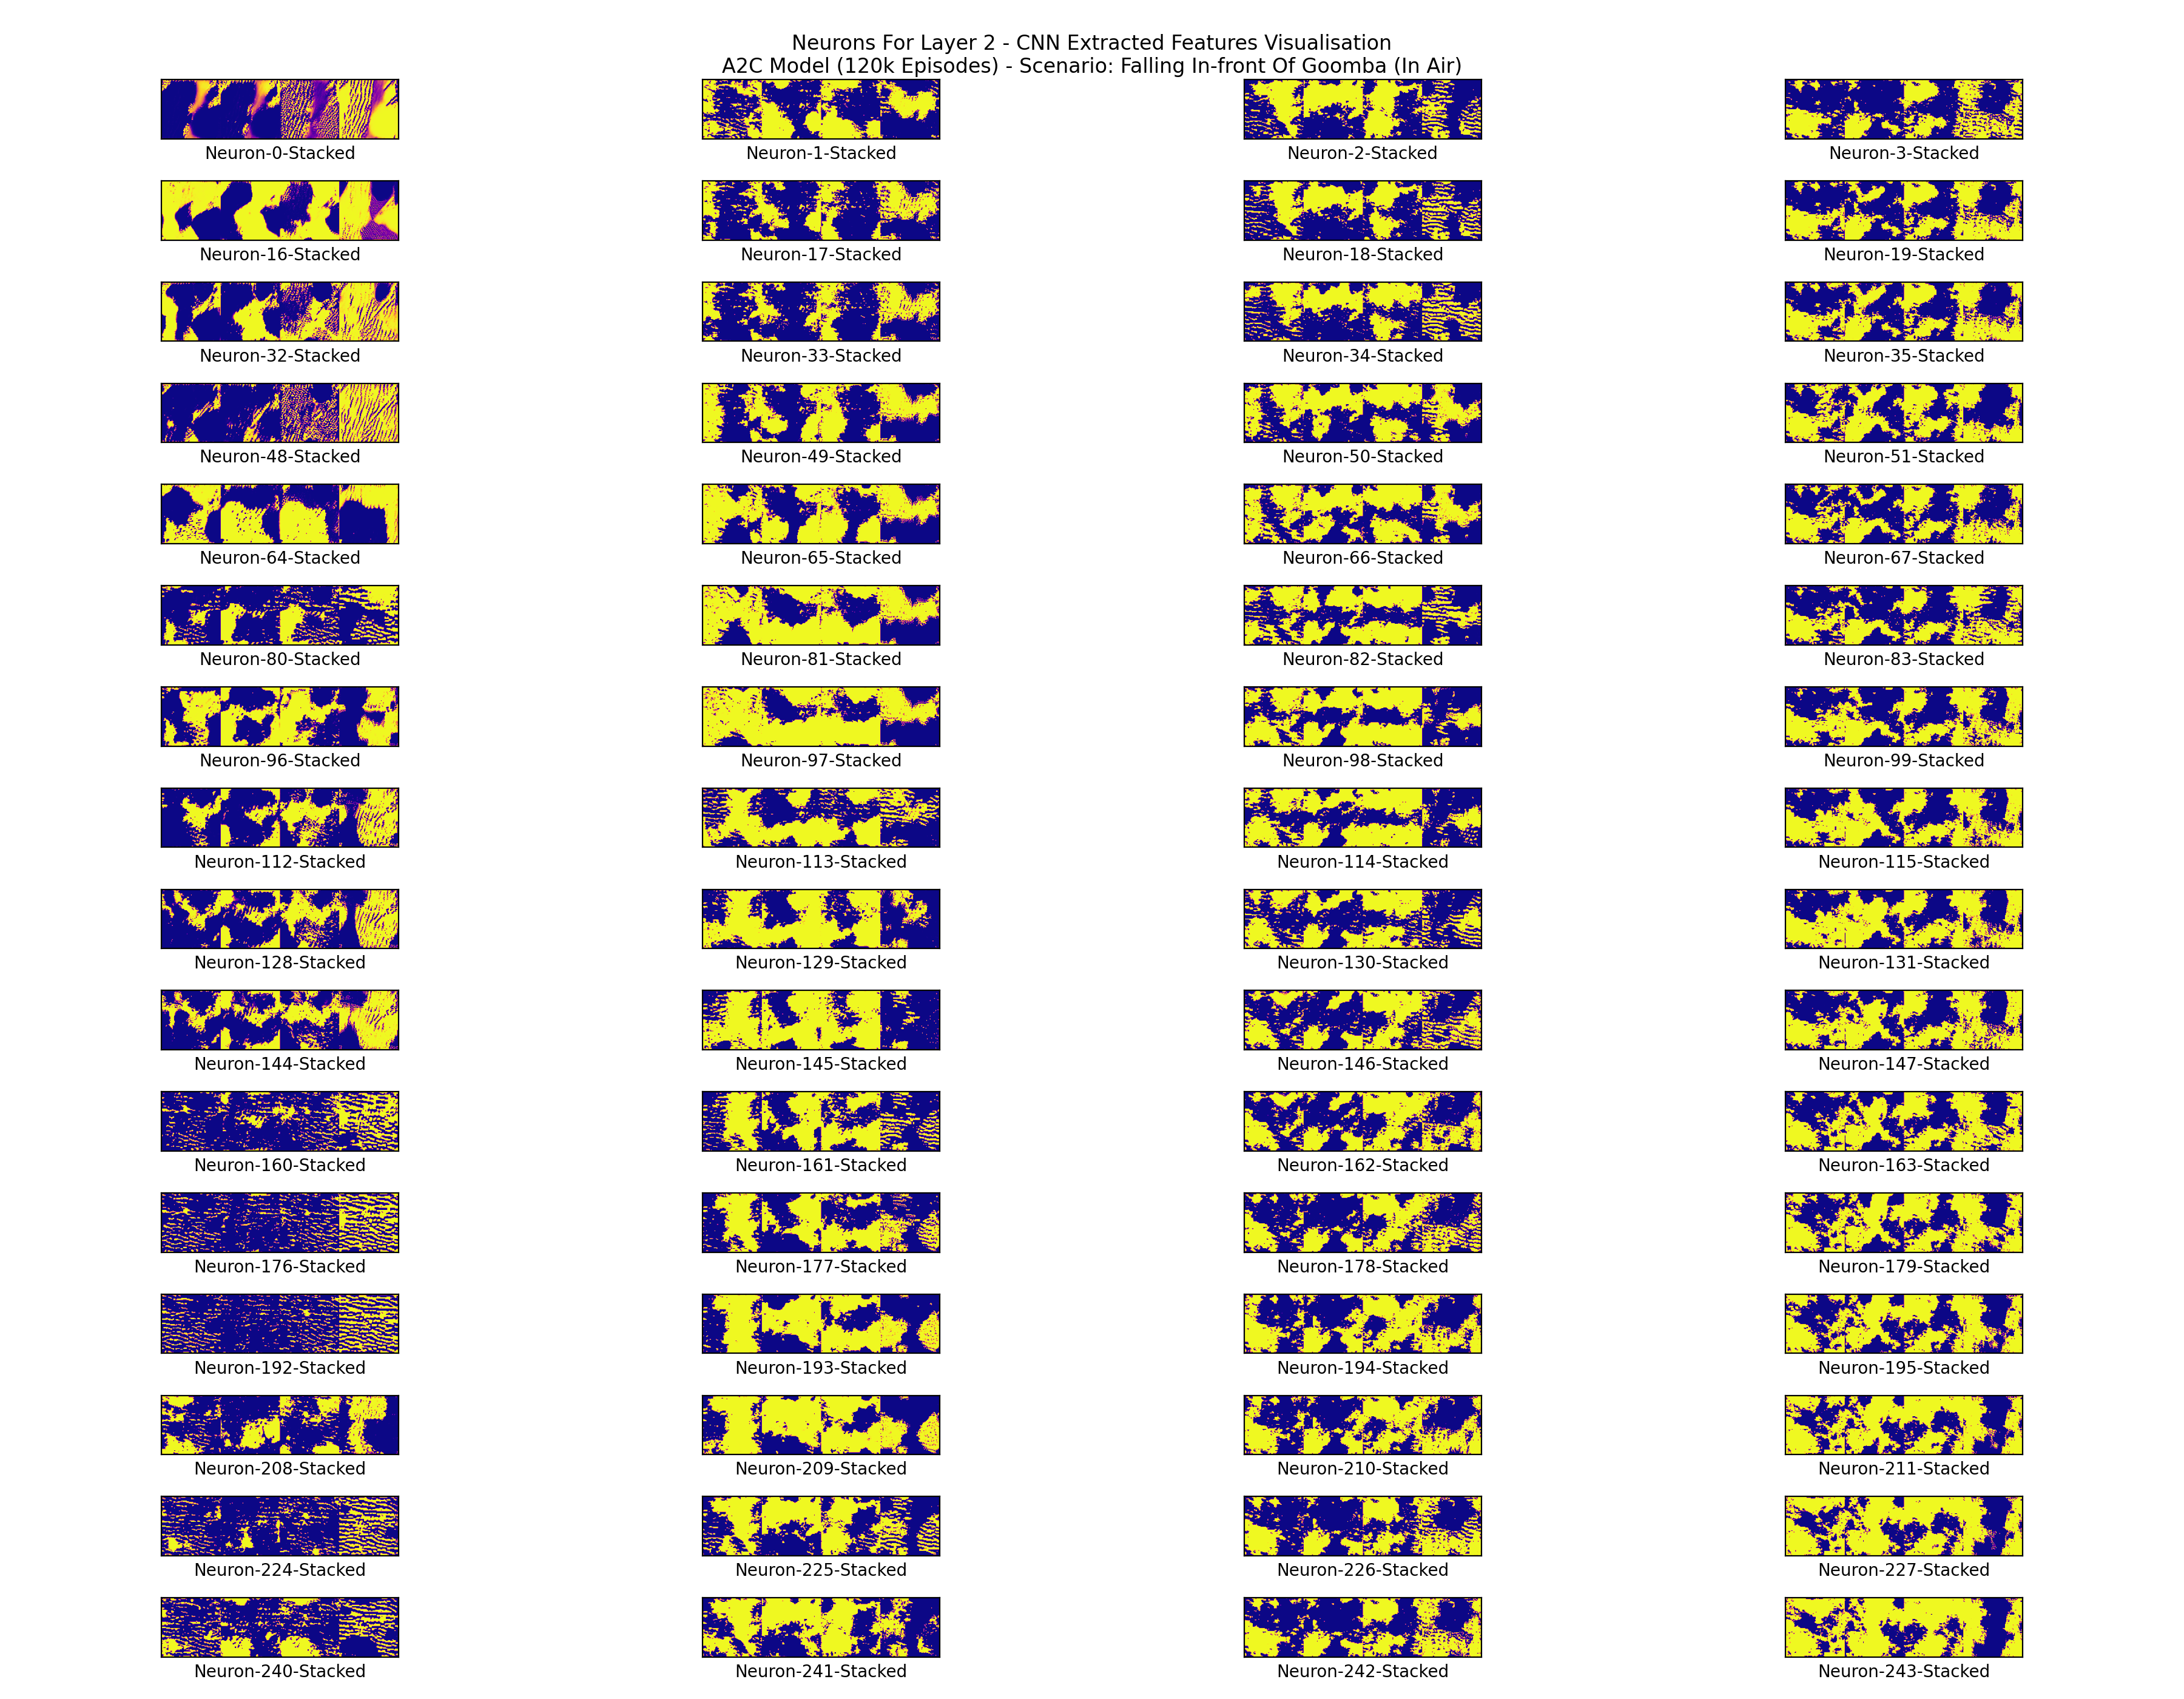 Neurons For Layer 2 - CNN Extracted Features Visualisation
A2C Model (120k Episodes) - Scenario: Falling In-front Of Goomba (In Air)
Neuron-0-Stacked
Neuron-1-Stacked
Neuron-2-Stacked
Neuron-3-Stacked
Neuron-16-Stacked
Neuron-17-Stacked
Neuron-18-Stacked
Neuron-19-Stacked
Neuron-32-Stacked
Neuron-33-Stacked
Neuron-34-Stacked
Neuron-35-Stacked
Neuron-48-Stacked
Neuron-49-Stacked
Neuron-50-Stacked
Neuron-51-Stacked
Neuron-64-Stacked
Neuron-65-Stacked
Neuron-66-Stacked
Neuron-67-Stacked
Neuron-80-Stacked
Neuron-81-Stacked
Neuron-82-Stacked
Neuron-83-Stacked
Neuron-96-Stacked
Neuron-97-Stacked
Neuron-98-Stacked
Neuron-99-Stacked
Neuron-112-Stacked
Neuron-113-Stacked
Neuron-114-Stacked
Neuron-115-Stacked
Neuron-128-Stacked
Neuron-129-Stacked
Neuron-130-Stacked
Neuron-131-Stacked
Neuron-144-Stacked
Neuron-145-Stacked
Neuron-146-Stacked
Neuron-147-Stacked
Neuron-160-Stacked
Neuron-161-Stacked
Neuron-162-Stacked
Neuron-163-Stacked
Neuron-176-Stacked
Neuron-177-Stacked
Neuron-178-Stacked
Neuron-179-Stacked
Neuron-192-Stacked
Neuron-193-Stacked
Neuron-194-Stacked
Neuron-195-Stacked
Neuron-208-Stacked
Neuron-209-Stacked
Neuron-210-Stacked
Neuron-211-Stacked
Neuron-224-Stacked
Neuron-225-Stacked
Neuron-226-Stacked
Neuron-227-Stacked
Neuron-240-Stacked
Neuron-241-Stacked
Neuron-242-Stacked
Neuron-243-Stacked